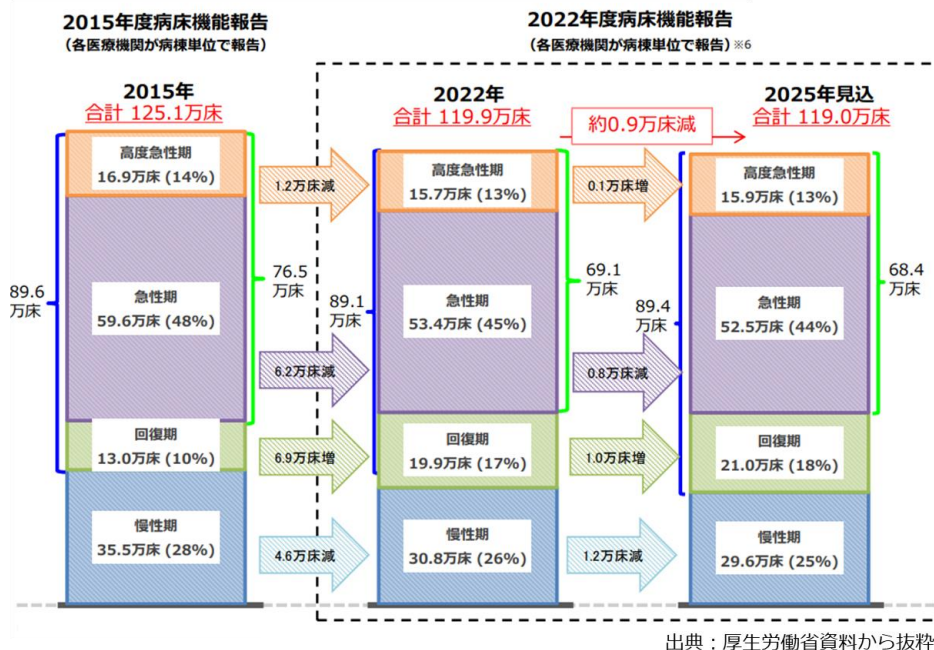 2015年度病床機能報告
(各医療機関が病棟単位で報告)
2022年度病床機能報告
(各医療機関が病棟単位で報告) ※6
2015年
合計 125.1万床
2022年
合計 119.9万床
約0.9万床減
2025年見込
合計 119.0万床
高度急性期
16.9万床 (14%)
1.2万床減
高度急性期
15.7万床 (13%)
0.1万床増
高度急性期
15.9万床 (13%)
89.6
万床
急性期
59.6万床 (48%)
76.5
万床
6.2万床減
89.1
万床
急性期
53.4万床 (45%)
69.1
万床
0.8万床減
89.4
万床
急性期
52.5万床 (44%)
68.4
万床
回復期
13.0万床 (10%)
6.9万床増
回復期
19.9万床 (17%)
1.0万床増
回復期
21.0万床 (18%)
慢性期
35.5万床 (28%)
4.6万床減
慢性期
30.8万床 (26%)
1.2万床減
慢性期
29.6万床 (25%)
出典：厚生労働省資料から抜粋